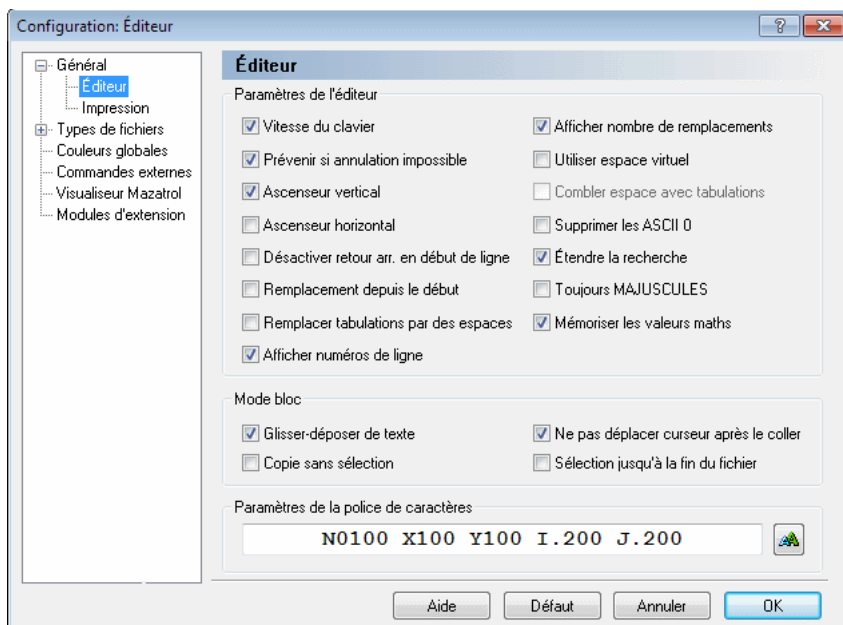 Configuration: Éditeur
Général
Éditeur
Impression
Types de fichiers
Couleurs globales
Commandes externes
Visualiseur Mazatrol
Modules d'extension
Éditeur
Paramètres de l'éditeur
Vitesse du clavier
Afficher nombre de remplacements
Prévenir si annulation impossible
Utiliser espace virtuel
Ascenseur vertical
Combler espace avec tabulations
Ascenseur horizontal
Supprimer les ASCII 0
Désactiver retour arr. en début de ligne
Étendre la recherche
Remplacement depuis le début
Toujours MAJUSCULES
Remplacer tabulations par des espaces
Mémoriser les valeurs maths
Afficher numéros de ligne
Mode bloc
Glisser-déposer de texte
Ne pas déplacer curseur après le coller
Copie sans sélection
Sélection jusqu'à la fin du fichier
Paramètres de la police de caractères
N0100 X100 Y100 I.200 J.200
Aide
Défaut
Annuler
OK